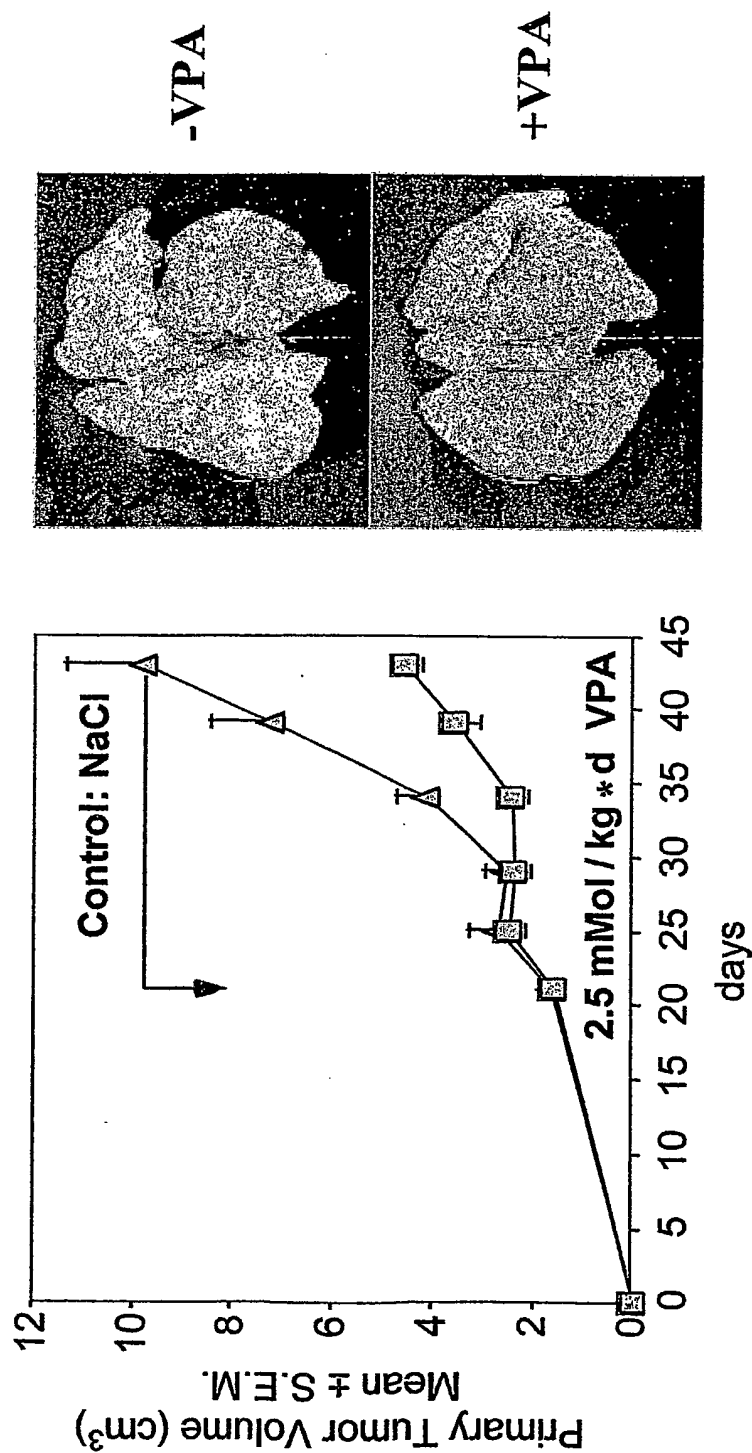 Primary Tumor Volume (cm³)
Mean ± S.E.M.
12
10
8
6
4
2
0
Control: NaCl
2.5 mMol / kg * d VPA
0 5 10 15 20 25 30 35 40 45
days
-VPA
+VPA